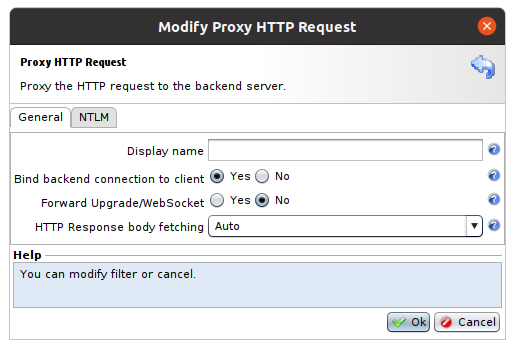 Modify Proxy HTTP Request
Proxy HTTP Request
Proxy the HTTP request to the backend server.
General NTLM
Display name
Bind backend connection to client Yes No
Forward Upgrade/WebSocket Yes No
HTTP Response body fetching Auto
Help
You can modify filter or cancel.
Ok Cancel